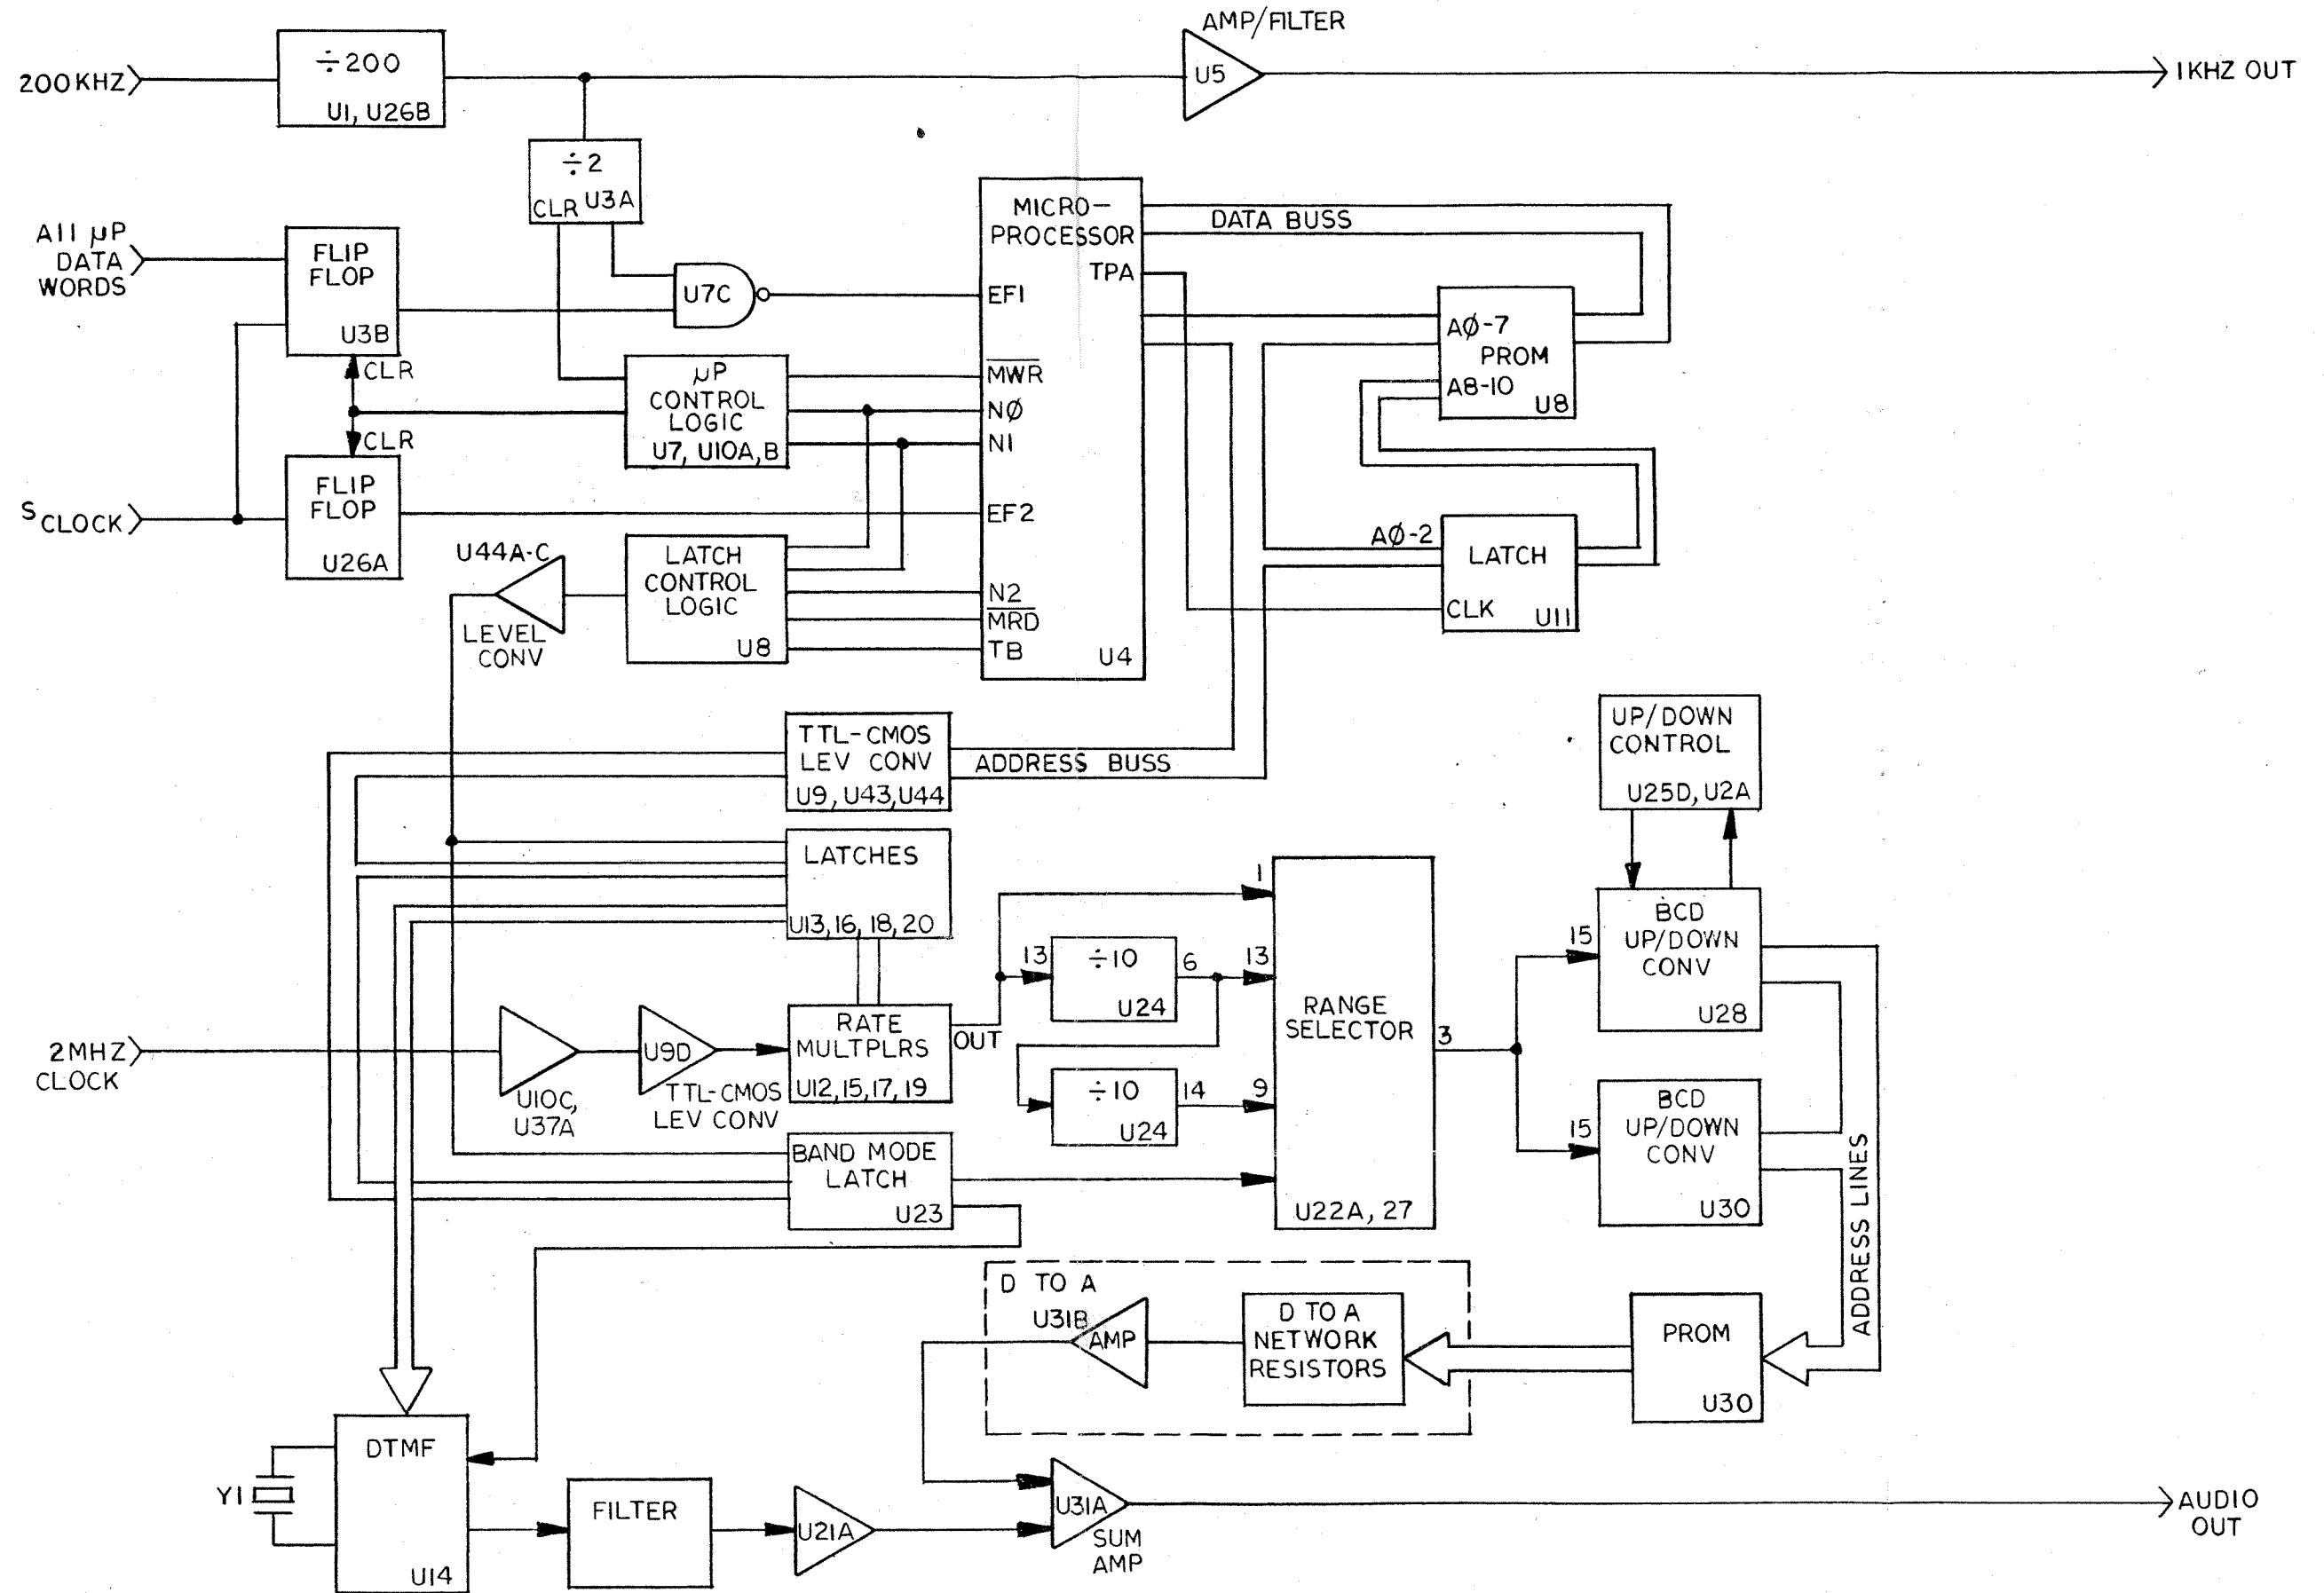 AMP/FILTER
200KHZ
÷200
U1, U26B
U5
1KHZ OUT
÷2
CLR U3A
A11 µP
DATA
WORDS
FLIP
FLOP
U3B
CLR
U7C
MICRO-
PROCESSOR
TPA
EF1
MWR
NØ
N1
EF2
N2
MRD
TB
U4
DATA BUSS
AØ-7
PROM
A8-10
U8
µP
CONTROL
LOGIC
U7, U10A, B
CLR
S CLOCK
FLIP
FLOP
U26A
U44A-C
LEVEL
CONV
LATCH
CONTROL
LOGIC
U8
AØ-2
LATCH
CLK
U11
TTL-CMOS
LEV CONV
U9, U43, U44
ADDRESS BUSS
UP/DOWN
CONTROL
U25D, U2A
LATCHES
U13, 16, 18, 20
1
13
÷10
U24
6
13
RANGE
SELECTOR
U22A, 27
3
15
BCD
UP/DOWN
CONV
U28
2MHZ
CLOCK
U10C,
U37A
U9D
TTL-CMOS
LEV CONV
RATE
MULTPLRS
U12, 15, 17, 19
OUT
÷10
U24
14
9
15
BCD
UP/DOWN
CONV
U30
ADDRESS LINES
BAND MODE
LATCH
U23
D TO A
U31B
AMP
D TO A
NETWORK
RESISTORS
PROM
U30
DTMF
U14
Y1
FILTER
U21A
U31A
SUM
AMP
AUDIO
OUT